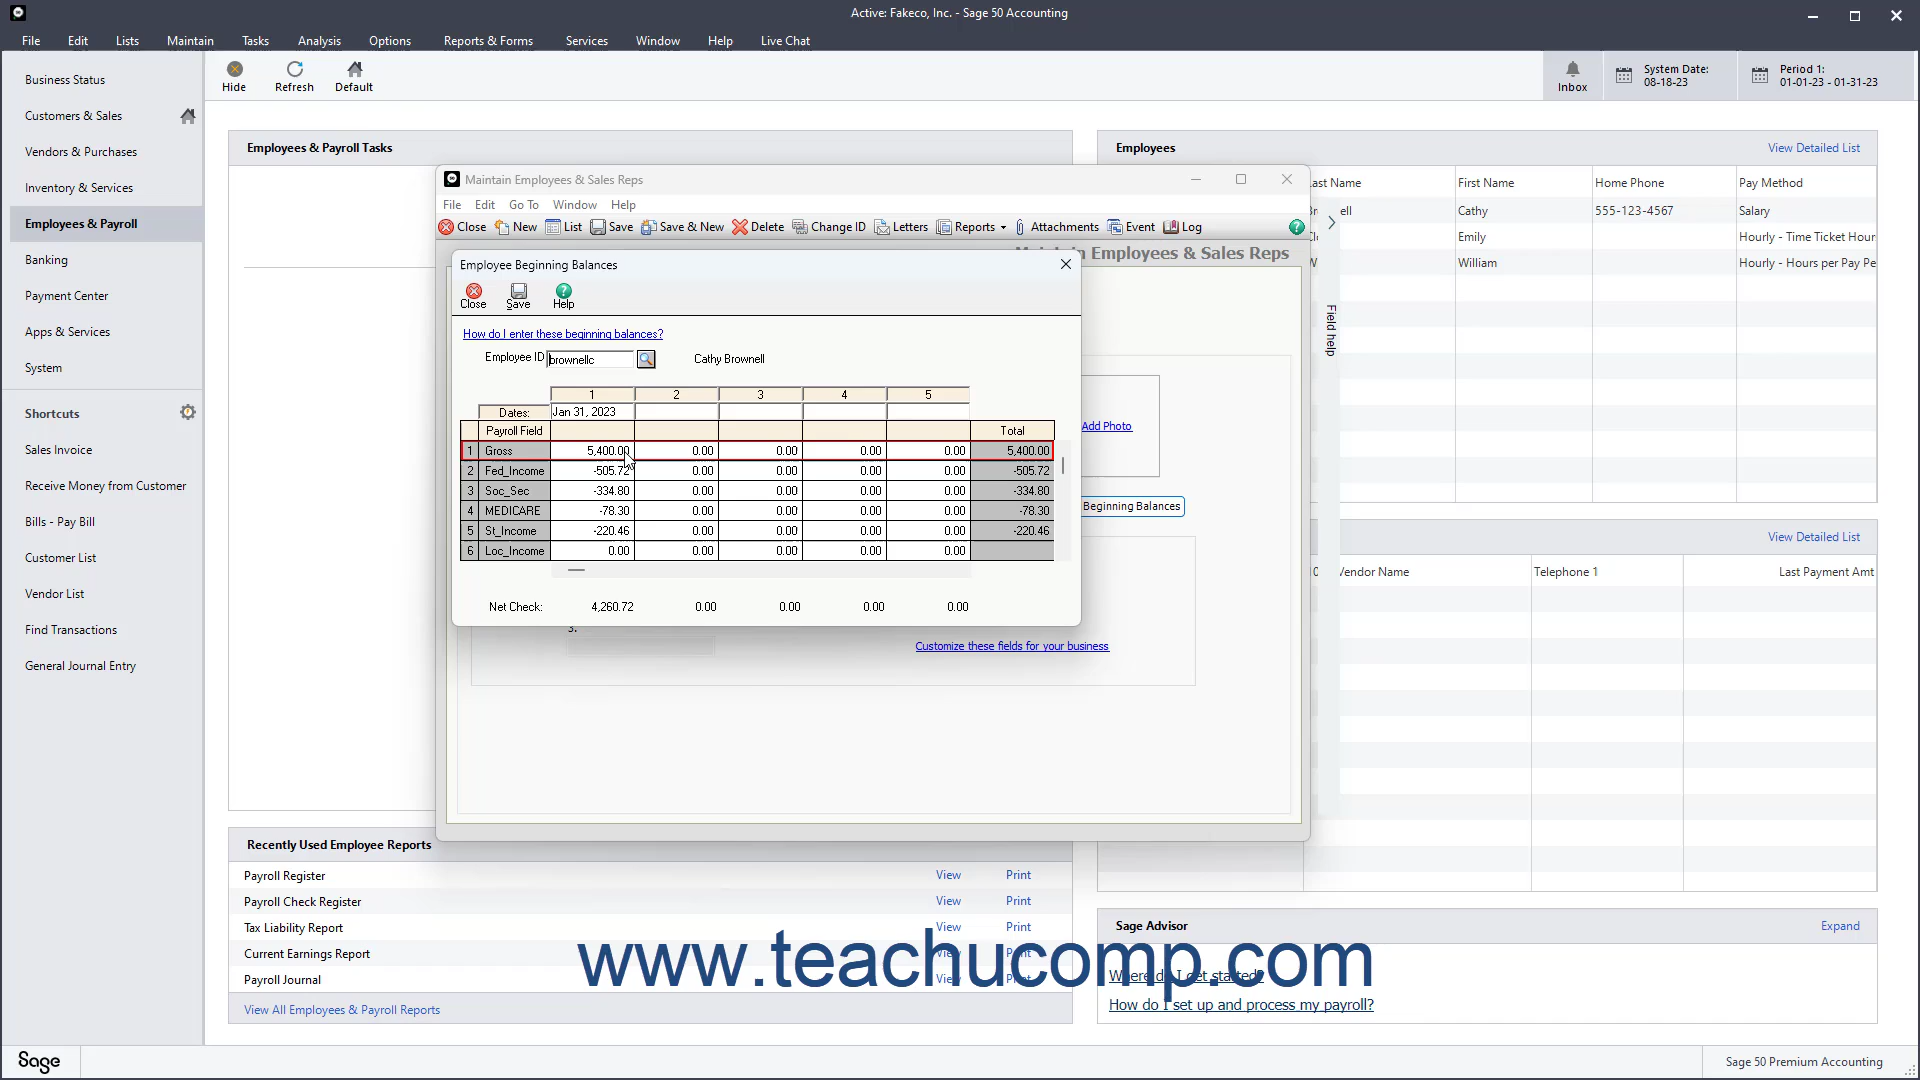 Active: Fakeco, Inc. - Sage 50 Accounting
File Edit Lists Maintain Tasks Analysis Options Reports & Forms Services Window Help Live Chat
Business Status
Customers & Sales
Vendors & Purchases
Inventory & Services
Employees & Payroll
Banking
Payment Center
Apps & Services
System
Shortcuts
Sales Invoice
Receive Money from Customer
Bills - Pay Bill
Customer List
Vendor List
Find Transactions
General Journal Entry
Hide Refresh Default
Inbox
System Date:
08-18-23
Period 1:
01-01-23 - 01-31-23
Employees & Payroll Tasks
Maintain Employees & Sales Reps
File Edit Go To Window Help
Close New List Save Save & New Delete Change ID Letters Reports Attachments Event Log
Employees & Sales Reps
Employee Beginning Balances
Close Save Help
How do I enter these beginning balances?
Employee ID brownellc Cathy Brownell
1 2 3 4 5
Dates: Jan 31, 2023
Payroll Field Total
1 Gross 5,400.00 0.00 0.00 0.00 0.00 5,400.00
2 Fed_Income -505.72 0.00 0.00 0.00 0.00 -505.72
3 Soc_Sec -334.80 0.00 0.00 0.00 0.00 -334.80
4 MEDICARE -78.30 0.00 0.00 0.00 0.00 -78.30
5 St_Income -220.46 0.00 0.00 0.00 0.00 -220.46
6 Loc_Income 0.00 0.00 0.00 0.00 0.00
Net Check: 4,260.72 0.00 0.00 0.00 0.00
Add Photo
Beginning Balances
3.
Customize these fields for your business
Field help
Employees View Detailed List
ast Name First Name Home Phone Pay Method
ell Cathy 555-123-4567 Salary
Emily Hourly - Time Ticket Hour
William Hourly - Hours per Pay Pe
View Detailed List
Vendor Name Telephone 1 Last Payment Amt
Recently Used Employee Reports
Payroll Register View Print
Payroll Check Register View Print
Tax Liability Report View Print
Current Earnings Report View Print
Payroll Journal View Print
View All Employees & Payroll Reports
Sage Advisor Expand
Where do I get started?
How do I set up and process my payroll?
www.teachucomp.com
Sage
Sage 50 Premium Accounting